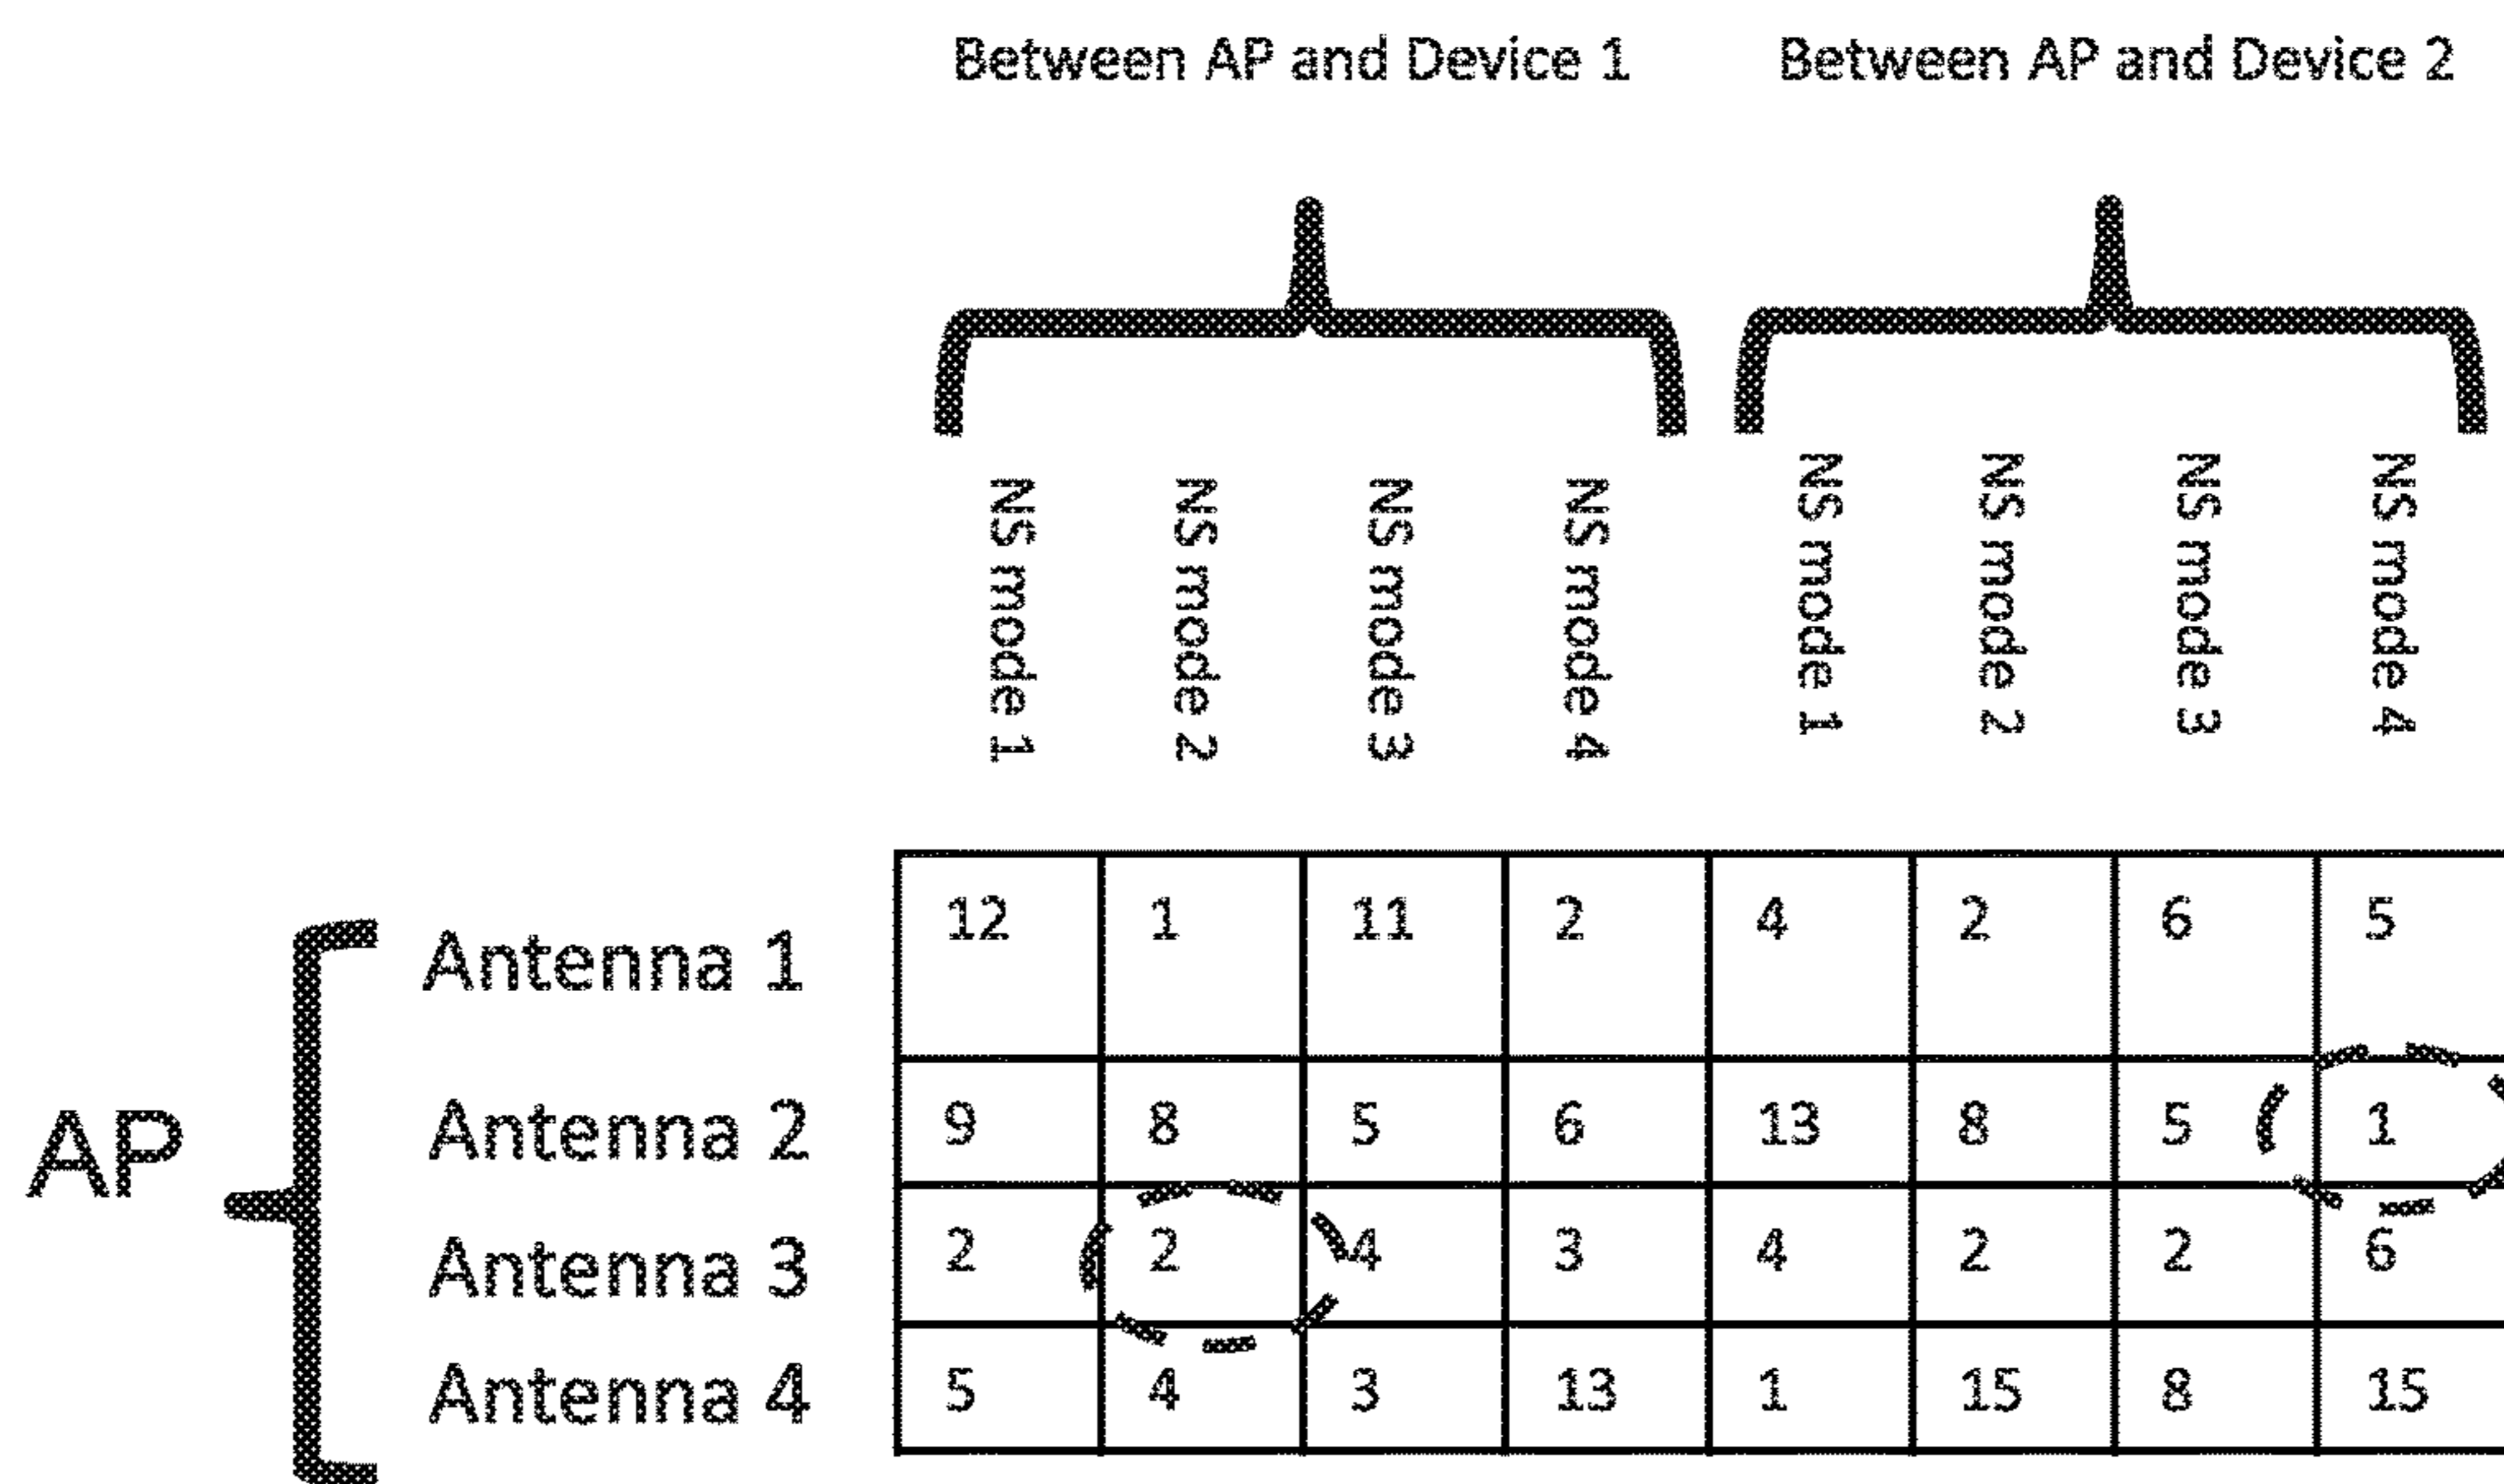 Between AP and Device 1 Between AP and Device 2
NS mode 1 NS mode 2 NS mode 3 NS mode 4 NS mode 1 NS mode 2 NS mode 3 NS mode 4
AP
Antenna 1 12 1 11 2 4 2 6 5
Antenna 2 9 8 5 6 13 8 5 1
Antenna 3 2 2 4 3 4 2 2 6
Antenna 4 5 4 3 13 1 15 8 15